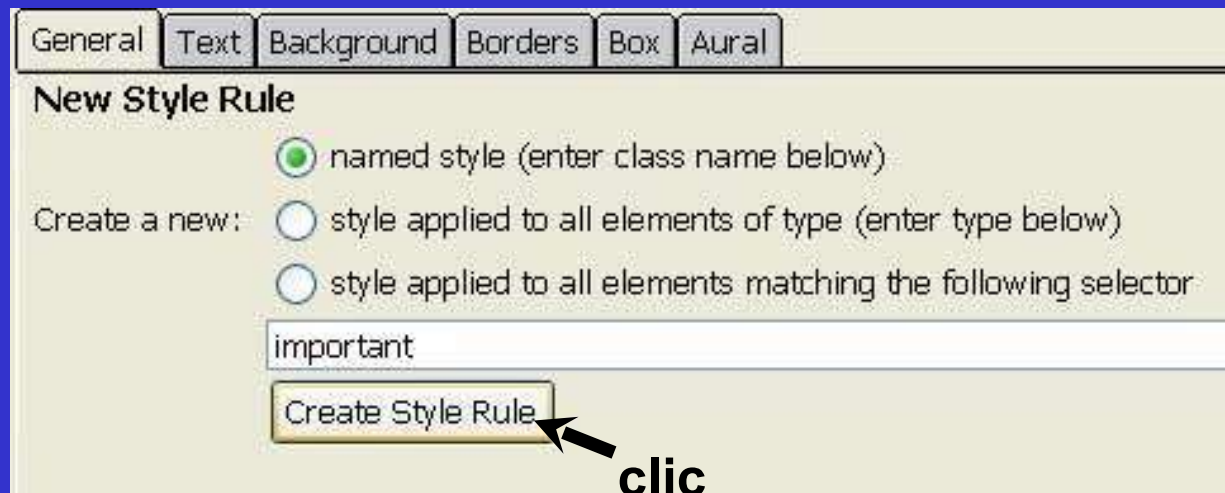 General Text Background Borders Box Aural
New Style Rule
named style (enter class name below)
Create a new: style applied to all elements of type (enter type below)
style applied to all elements matching the following selector
important
Create Style Rule
clic